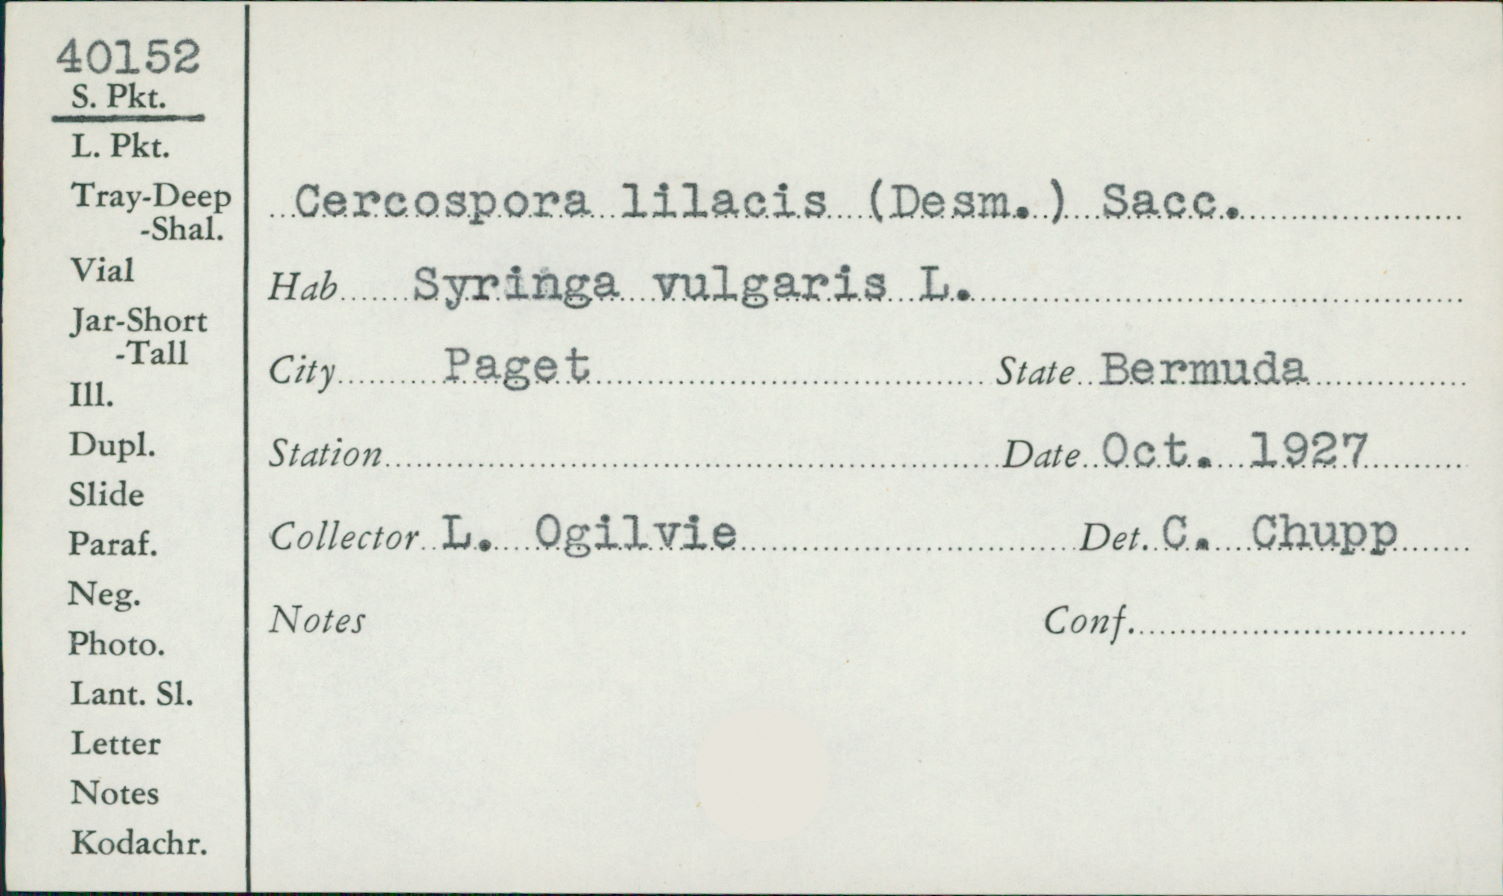 40152
S. Pkt.
L. Pkt.
Tray-Deep
-Shal.
Vial
Jar-Short
-Tall
Ill.
Dupl.
Slide
Paraf.
Neg.
Photo.
Lant. Sl.
Letter
Notes
Kodachr.
Cercospora lilacis (Desm.) Sacc.
Hab Syringa vulgaris L.
City Paget State Bermuda
Station Date Oct. 1927
Collector L. Ogilvie Det. C. Chupp
Notes Conf.